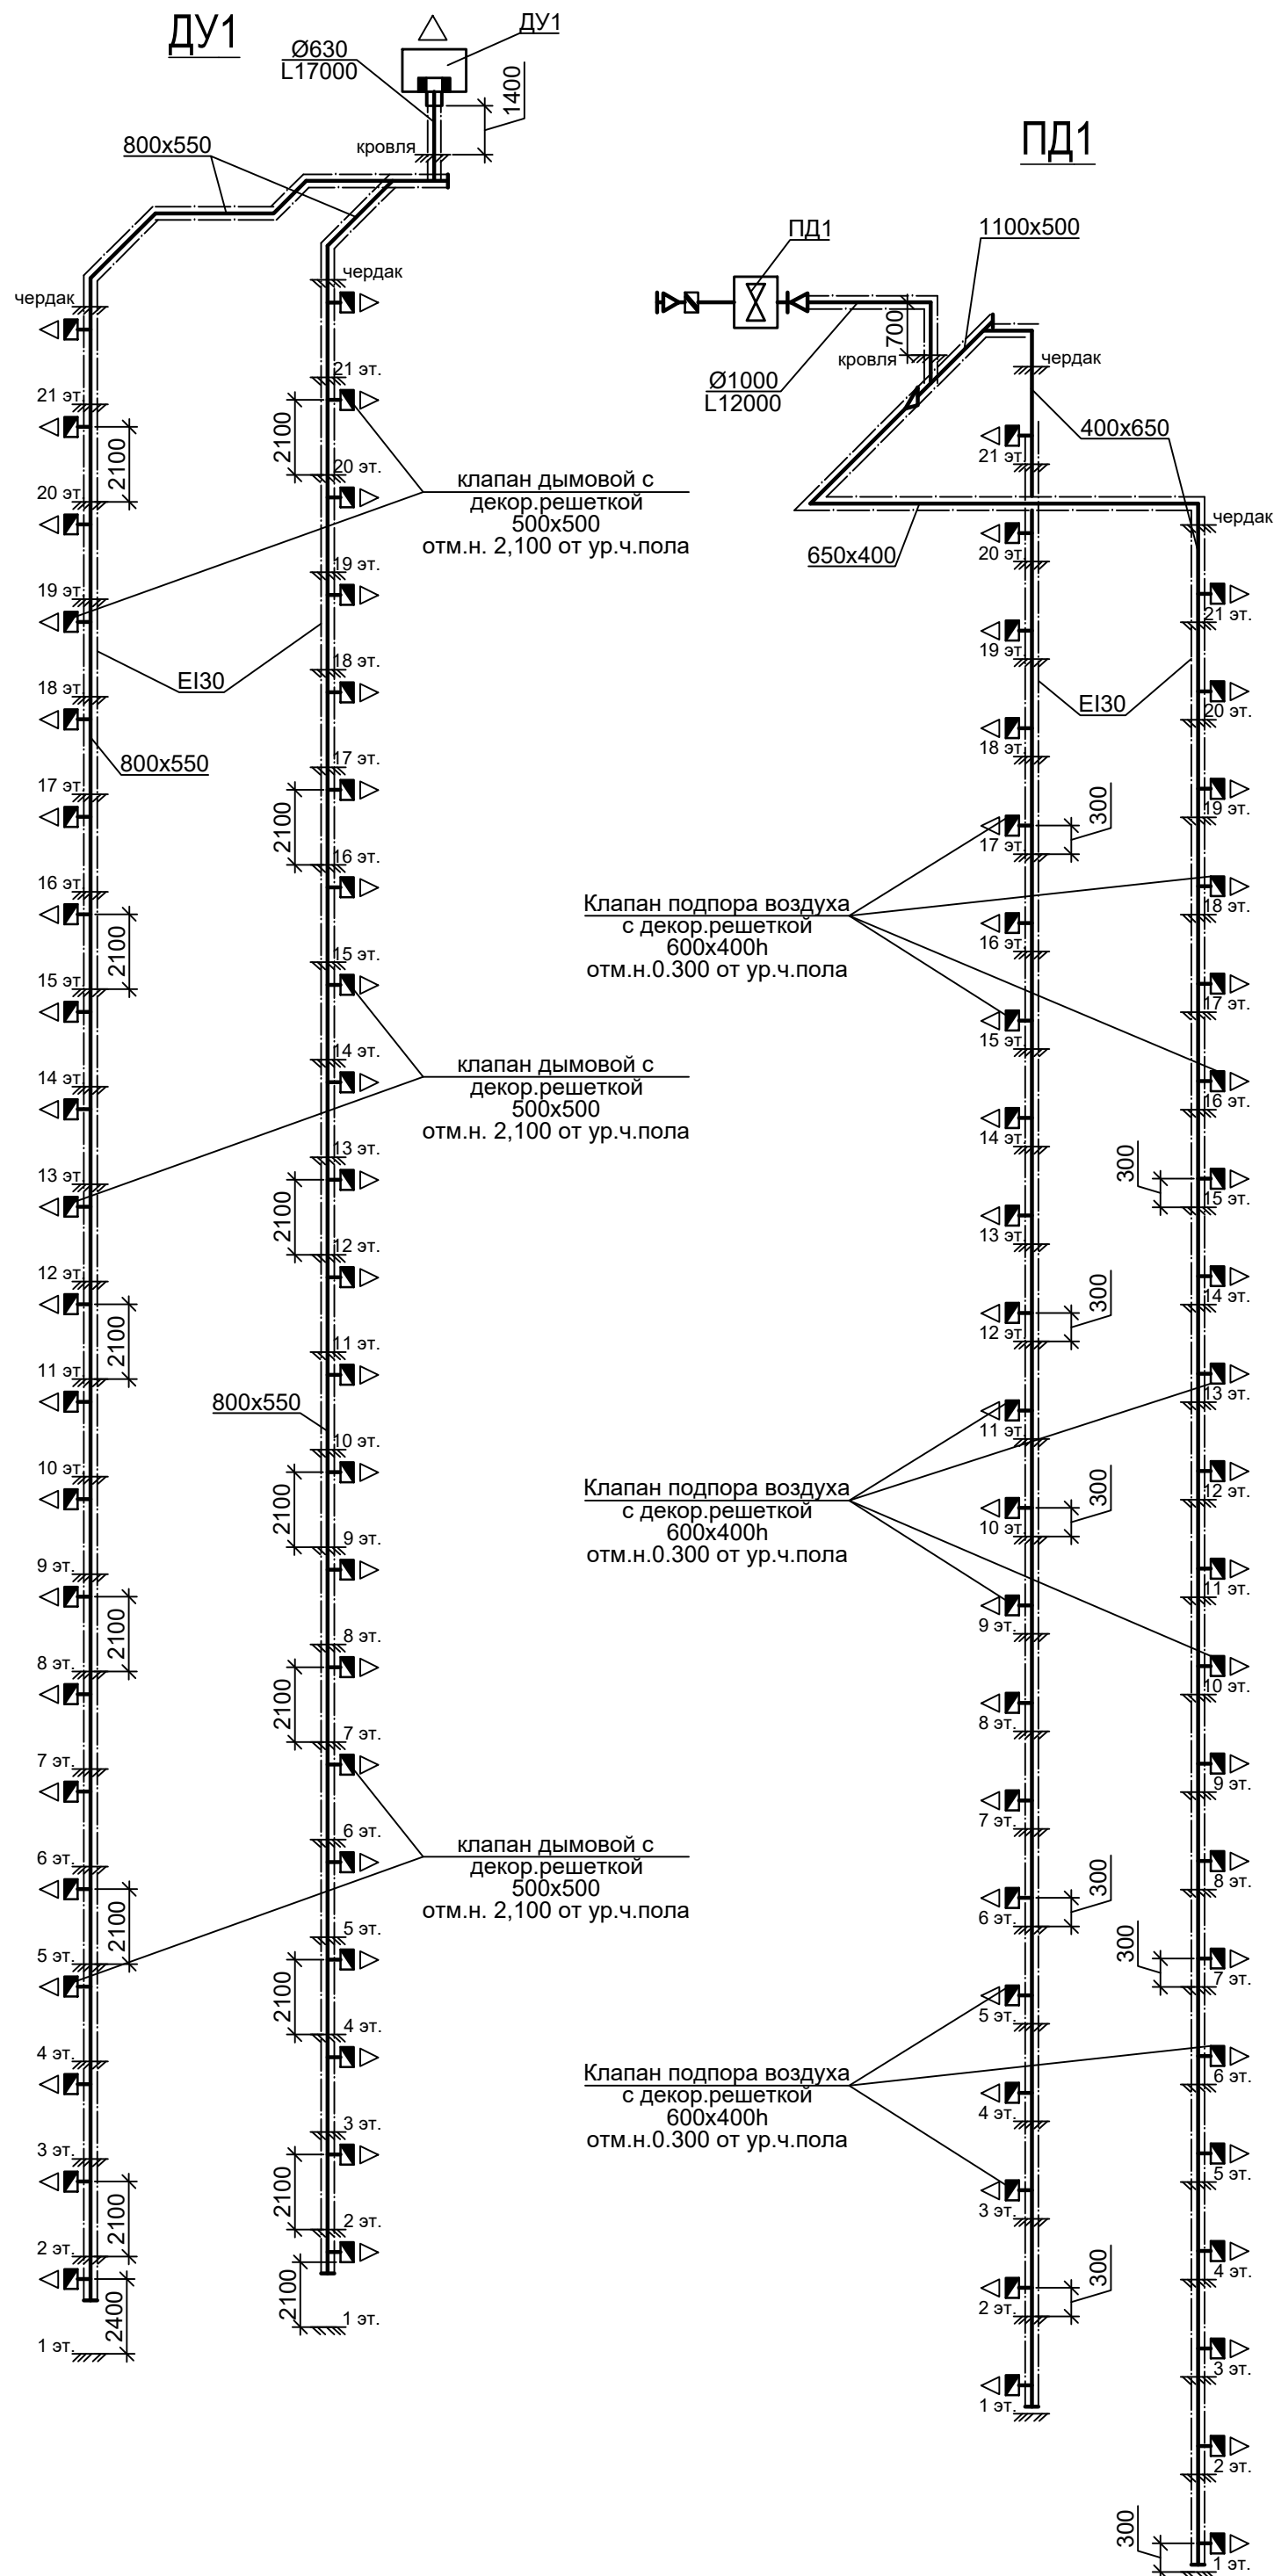 ДУ1
ДУ1
Ø630
L17000
1400
кровля
800x550
чердак
21 эт.
20 эт.
19 эт.
18 эт.
17 эт.
16 эт.
15 эт.
14 эт.
13 эт.
12 эт.
11 эт.
10 эт.
9 эт.
8 эт.
7 эт.
6 эт.
5 эт.
4 эт.
3 эт.
2 эт.
1 эт.
2100
2100
2100
2100
2100
2100
2400
800x550
EI30
чердак
21 эт.
20 эт.
19 эт.
18 эт.
17 эт.
16 эт.
15 эт.
14 эт.
13 эт.
12 эт.
11 эт.
10 эт.
9 эт.
8 эт.
7 эт.
6 эт.
5 эт.
4 эт.
3 эт.
2 эт.
1 эт.
2100
2100
2100
2100
2100
2100
2100
2100
800x550
клапан дымовой с
декор.решеткой
500x500
отм.н. 2,100 от ур.ч.пола
клапан дымовой с
декор.решеткой
500x500
отм.н. 2,100 от ур.ч.пола
клапан дымовой с
декор.решеткой
500x500
отм.н. 2,100 от ур.ч.пола
ПД1
ПД1
1100x500
700
кровля
Ø1000
L12000
чердак
400x650
650x400
чердак
EI30
21 эт.
20 эт.
19 эт.
18 эт.
17 эт.
16 эт.
15 эт.
14 эт.
13 эт.
12 эт.
11 эт.
10 эт.
9 эт.
8 эт.
7 эт.
6 эт.
5 эт.
4 эт.
3 эт.
2 эт.
1 эт.
300
300
300
300
300
Клапан подпора воздуха
с декор.решеткой
600x400h
отм.н.0.300 от ур.ч.пола
Клапан подпора воздуха
с декор.решеткой
600x400h
отм.н.0.300 от ур.ч.пола
Клапан подпора воздуха
с декор.решеткой
600x400h
отм.н.0.300 от ур.ч.пола
21 эт.
20 эт.
19 эт.
18 эт.
17 эт.
16 эт.
15 эт.
14 эт.
13 эт.
12 эт.
11 эт.
10 эт.
9 эт.
8 эт.
7 эт.
6 эт.
5 эт.
4 эт.
3 эт.
2 эт.
1 эт.
300
300
300